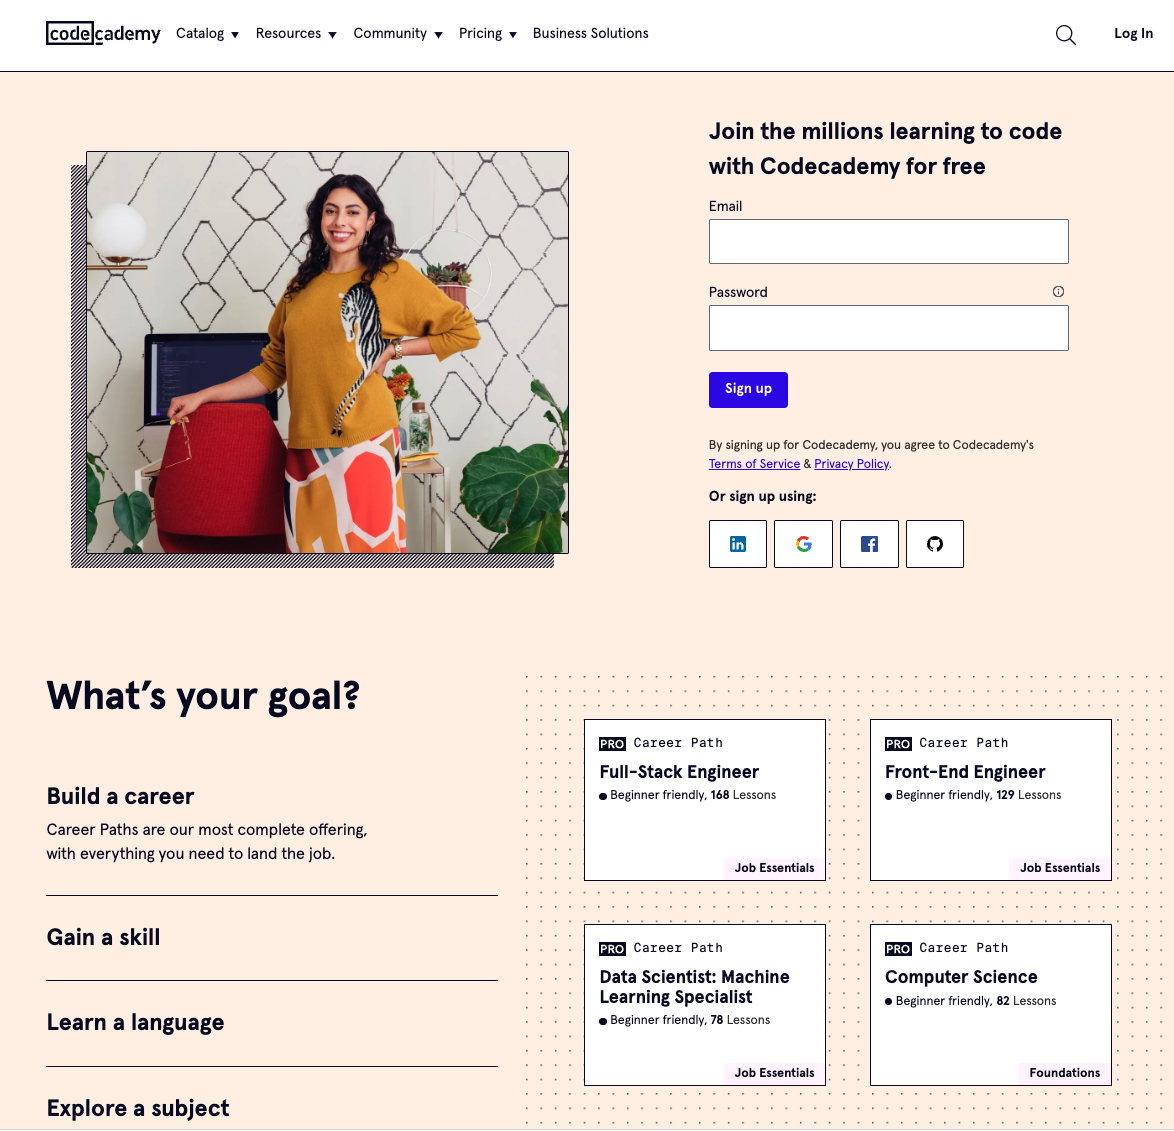 codecademy
Catalog
Resources
Community
Pricing
Business Solutions
Log In
Join the millions learning to code
with Codecademy for free
Email
Password
Sign up
By signing up for Codecademy, you agree to Codecademy's
Terms of Service & Privacy Policy.
Or sign up using:
What's your goal?
Build a career
Career Paths are our most complete offering,
with everything you need to land the job.
Gain a skill
Learn a language
Explore a subject
PRO Career Path
Full-Stack Engineer
Beginner friendly, 168 Lessons
Job Essentials
PRO Career Path
Front-End Engineer
Beginner friendly, 129 Lessons
Job Essentials
PRO Career Path
Data Scientist: Machine
Learning Specialist
Beginner friendly, 78 Lessons
Job Essentials
PRO Career Path
Computer Science
Beginner friendly, 82 Lessons
Foundations